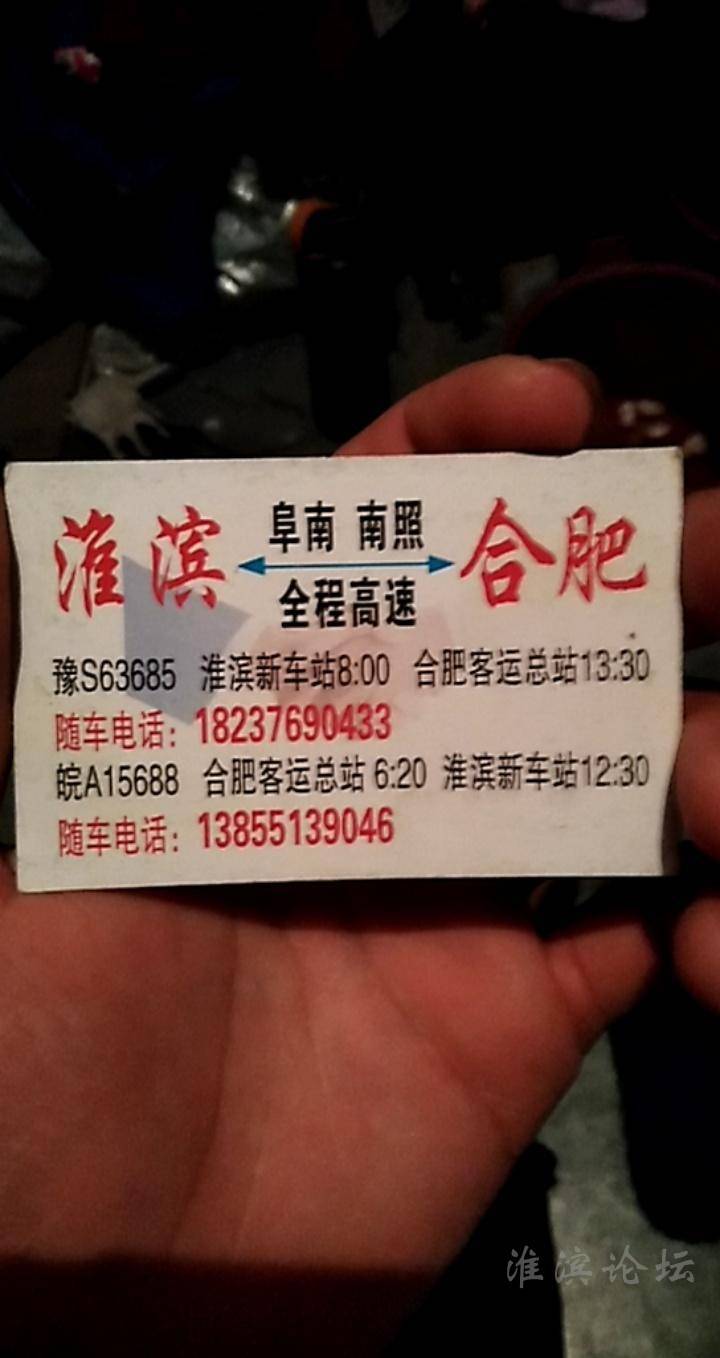 淮滨 阜南 南照 合肥
全程高速
豫S63685 淮滨新车站8:00 合肥客运总站13:30
随车电话：18237690433
皖A15688 合肥客运总站 6:20 淮滨新车站12:30
随车电话：13855139046
淮滨论坛